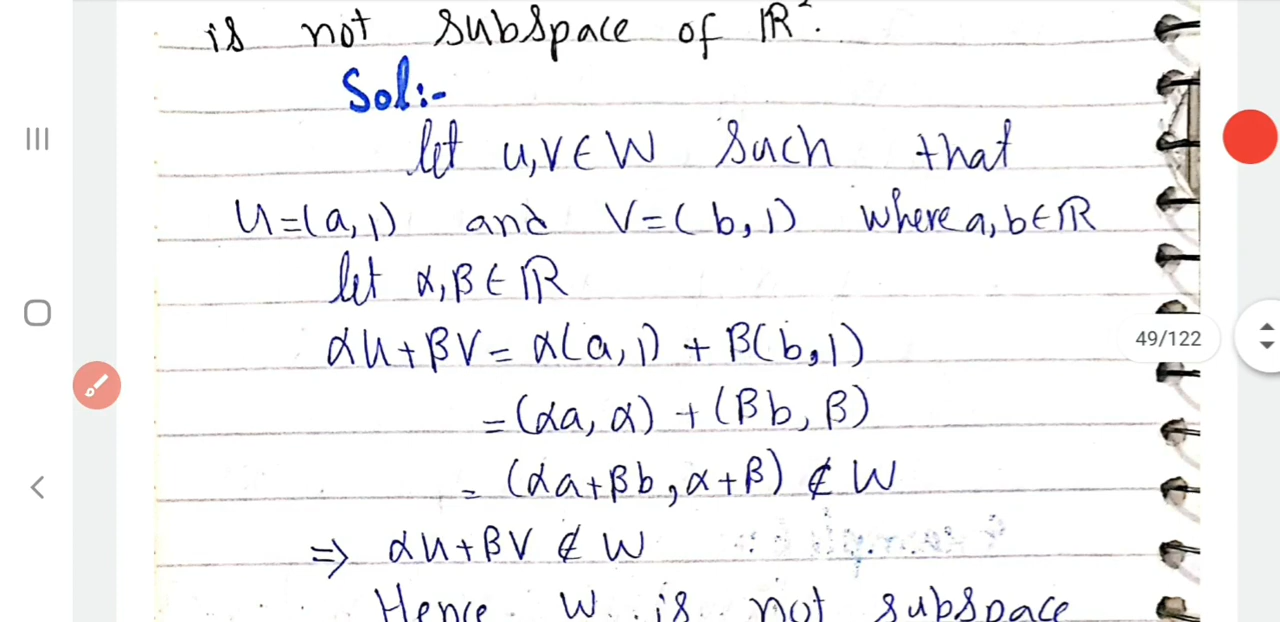 is not subspace of ℝ².
Sol:-
let u,v∈W Such that
U=(a,1) and V=(b,1) where a,b∈ℝ
let α,β∈ℝ
αu+βv=α(a,1)+β(b,1)
=(αa,α)+(βb,β)
=(αa+βb,α+β)∉W
⇒ αu+βv∉W
Hence. W. is. not subspace
49/122